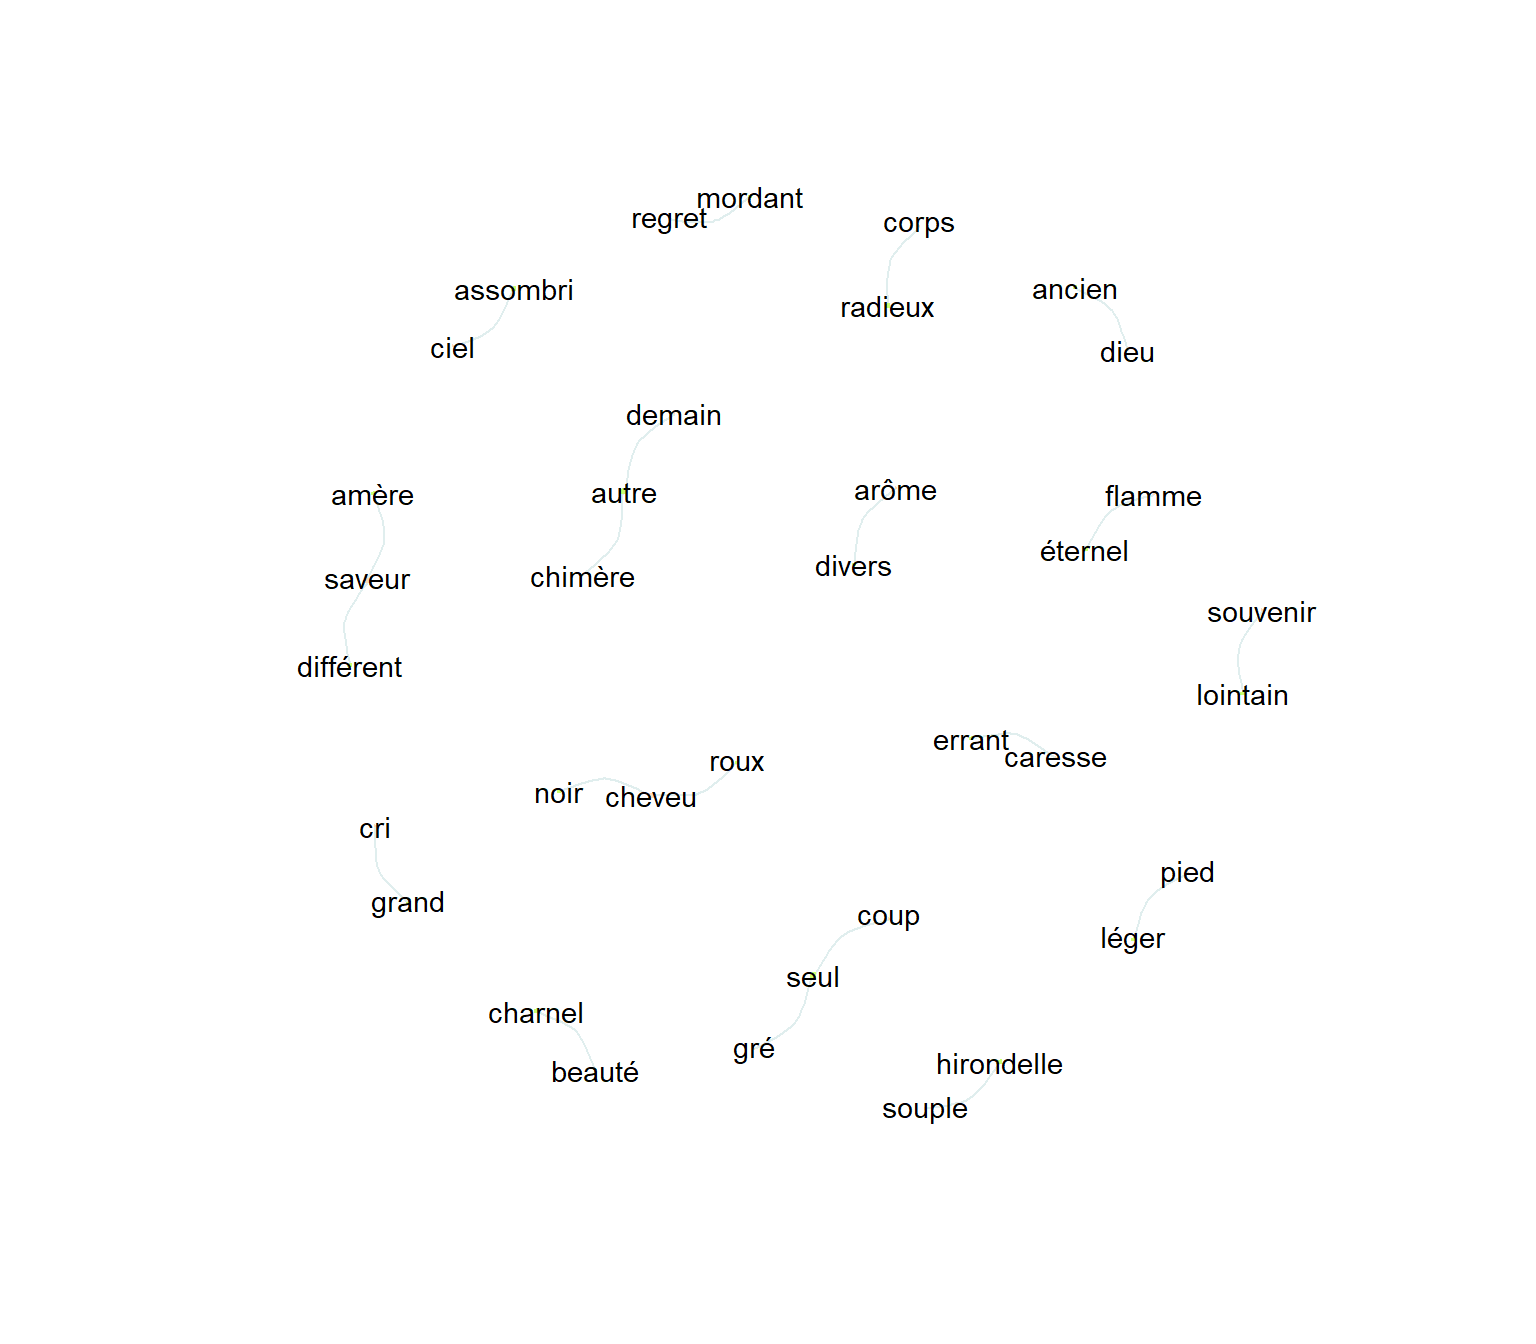 mordant
regret
corps
assombri
radieux
ancien
ciel
dieu
demain
amère
autre
arôme
flamme
éternel
saveur
chimère
divers
souvenir
différent
lointain
errant
caresse
roux
noir
cheveu
cri
grand
pied
coup
léger
seul
charnel
gré
beauté
hirondelle
souple